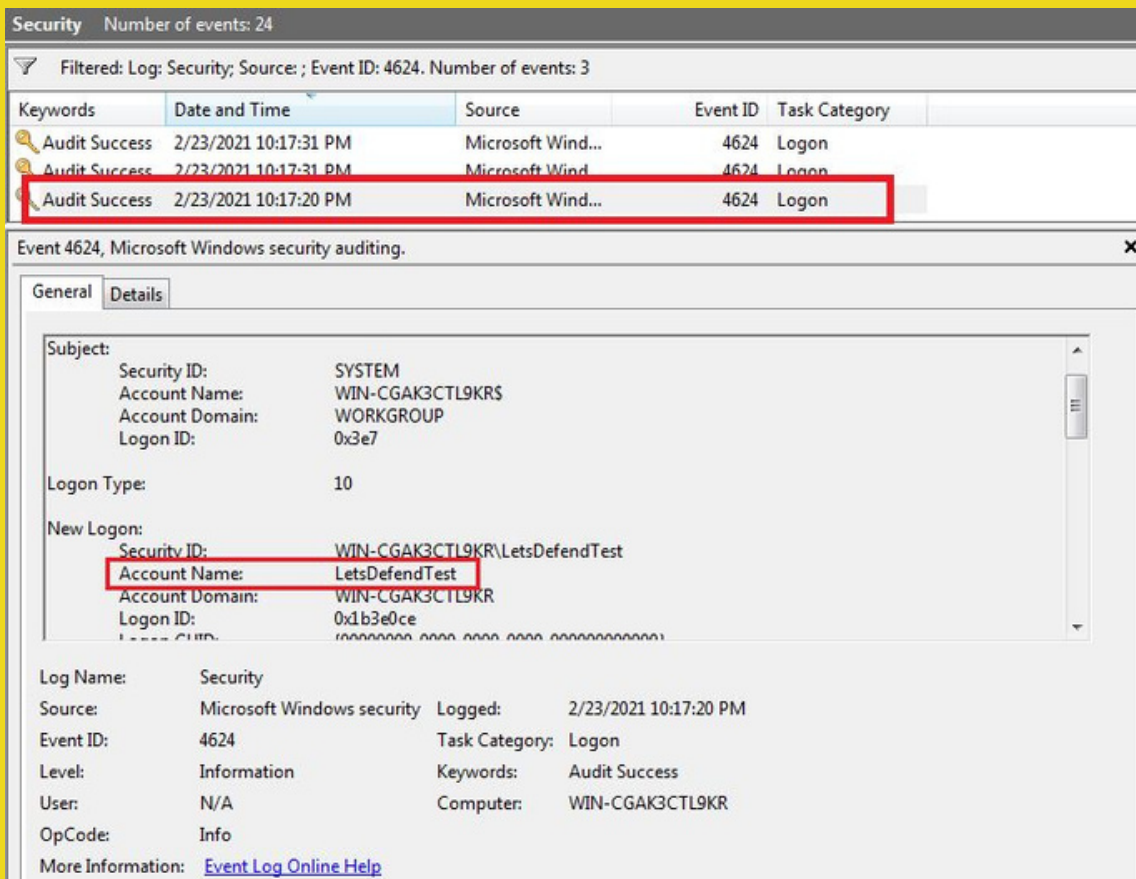 Security Number of events: 24
Filtered: Log: Security; Source: ; Event ID: 4624. Number of events: 3
Keywords Date and Time Source Event ID Task Category
Audit Success 2/23/2021 10:17:31 PM Microsoft Wind... 4624 Logon
Audit Success 2/23/2021 10:17:31 PM Microsoft Wind 4624 Logon
Audit Success 2/23/2021 10:17:20 PM Microsoft Wind... 4624 Logon
Event 4624, Microsoft Windows security auditing.
General Details
Subject:
Security ID: SYSTEM
Account Name: WIN-CGAK3CTL9KR$
Account Domain: WORKGROUP
Logon ID: 0x3e7
Logon Type: 10
New Logon:
Security ID: WIN-CGAK3CTL9KR\LetsDefendTest
Account Name: LetsDefendTest
Account Domain: WIN-CGAK3CTL9KR
Logon ID: 0x1b3e0ce
Logon GUID: {00000000-0000-0000-0000-000000000000}
Log Name: Security
Source: Microsoft Windows security Logged: 2/23/2021 10:17:20 PM
Event ID: 4624 Task Category: Logon
Level: Information Keywords: Audit Success
User: N/A Computer: WIN-CGAK3CTL9KR
OpCode: Info
More Information: Event Log Online Help